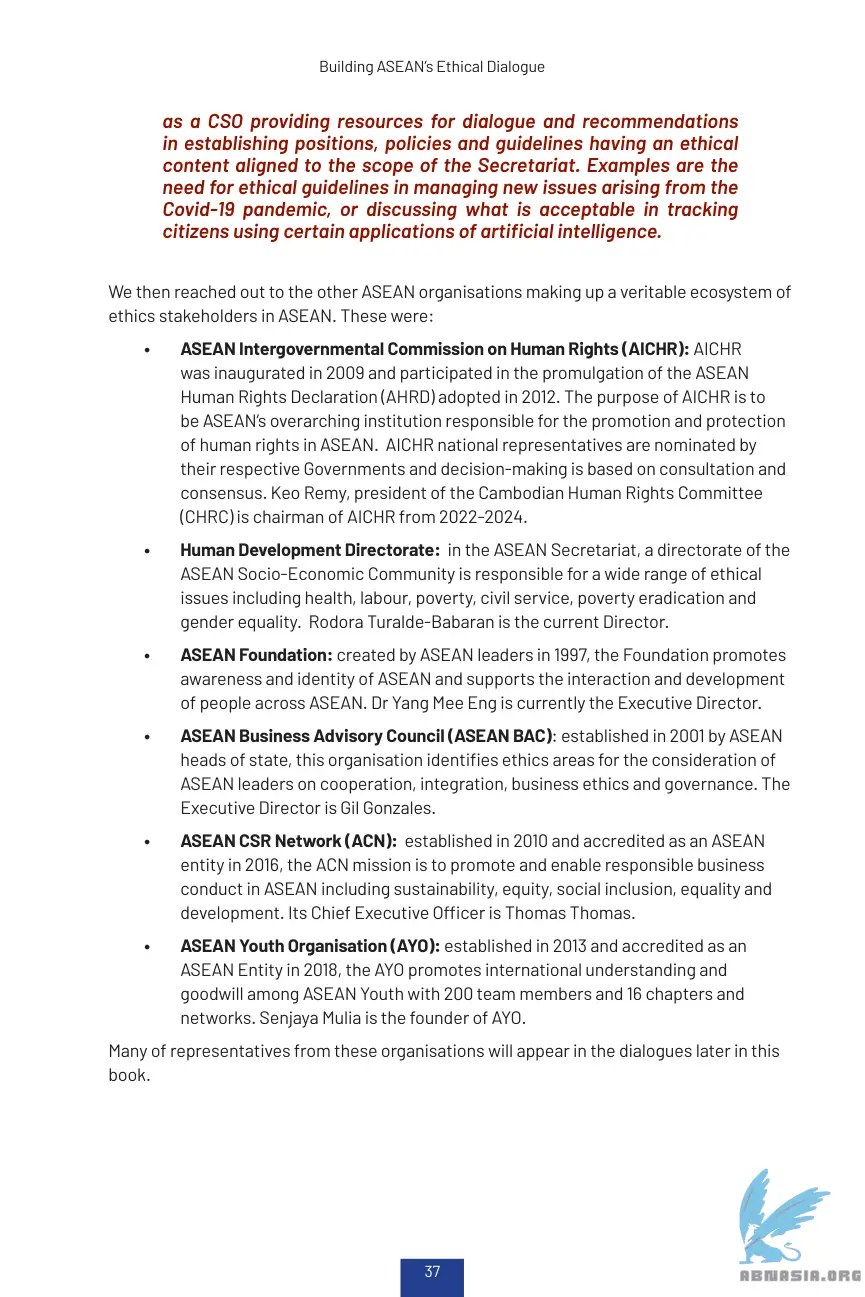 Building ASEAN's Ethical Dialogue
as a CSO providing resources for dialogue and recommendations
in establishing positions, policies and guidelines having an ethical
content aligned to the scope of the Secretariat. Examples are the
need for ethical guidelines in managing new issues arising from the
Covid-19 pandemic, or discussing what is acceptable in tracking
citizens using certain applications of artificial intelligence.
We then reached out to the other ASEAN organisations making up a veritable ecosystem of
ethics stakeholders in ASEAN. These were:
• ASEAN Intergovernmental Commission on Human Rights (AICHR): AICHR
was inaugurated in 2009 and participated in the promulgation of the ASEAN
Human Rights Declaration (AHRD) adopted in 2012. The purpose of AICHR is to
be ASEAN's overarching institution responsible for the promotion and protection
of human rights in ASEAN. AICHR national representatives are nominated by
their respective Governments and decision-making is based on consultation and
consensus. Keo Remy, president of the Cambodian Human Rights Committee
(CHRC) is chairman of AICHR from 2022-2024.
• Human Development Directorate: in the ASEAN Secretariat, a directorate of the
ASEAN Socio-Economic Community is responsible for a wide range of ethical
issues including health, labour, poverty, civil service, poverty eradication and
gender equality. Rodora Turalde-Babaran is the current Director.
• ASEAN Foundation: created by ASEAN leaders in 1997, the Foundation promotes
awareness and identity of ASEAN and supports the interaction and development
of people across ASEAN. Dr Yang Mee Eng is currently the Executive Director.
• ASEAN Business Advisory Council (ASEAN BAC): established in 2001 by ASEAN
heads of state, this organisation identifies ethics areas for the consideration of
ASEAN leaders on cooperation, integration, business ethics and governance. The
Executive Director is Gil Gonzales.
• ASEAN CSR Network (ACN): established in 2010 and accredited as an ASEAN
entity in 2016, the ACN mission is to promote and enable responsible business
conduct in ASEAN including sustainability, equity, social inclusion, equality and
development. Its Chief Executive Officer is Thomas Thomas.
• ASEAN Youth Organisation (AYO): established in 2013 and accredited as an
ASEAN Entity in 2018, the AYO promotes international understanding and
goodwill among ASEAN Youth with 200 team members and 16 chapters and
networks. Senjaya Mulia is the founder of AYO.
Many of representatives from these organisations will appear in the dialogues later in this
book.
37
ABNASIA.ORG